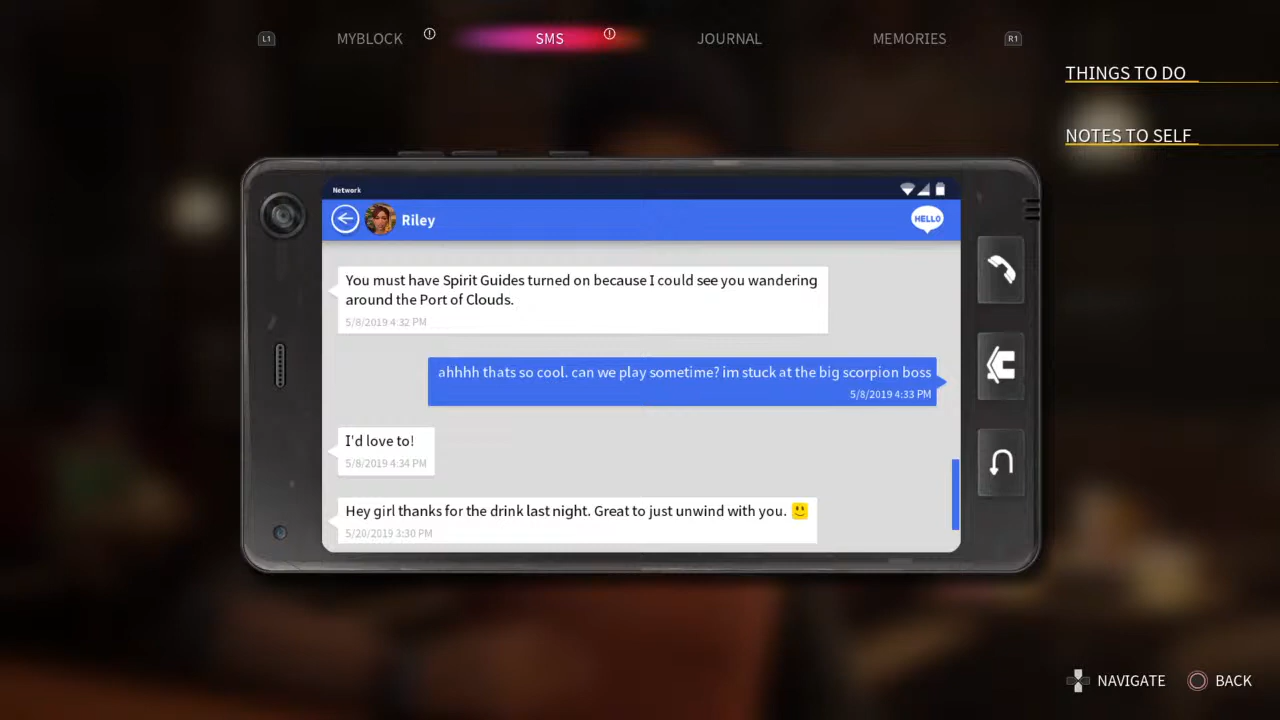 L1
MYBLOCK
SMS
JOURNAL
MEMORIES
R1
THINGS TO DO
NOTES TO SELF
Network
Riley
HELLO
You must have Spirit Guides turned on because I could see you wandering
around the Port of Clouds.
5/8/2019 4:32 PM
ahhhh thats so cool. can we play sometime? im stuck at the big scorpion boss
5/8/2019 4:33 PM
I'd love to!
5/8/2019 4:34 PM
Hey girl thanks for the drink last night. Great to just unwind with you.
5/20/2019 3:30 PM
NAVIGATE
BACK